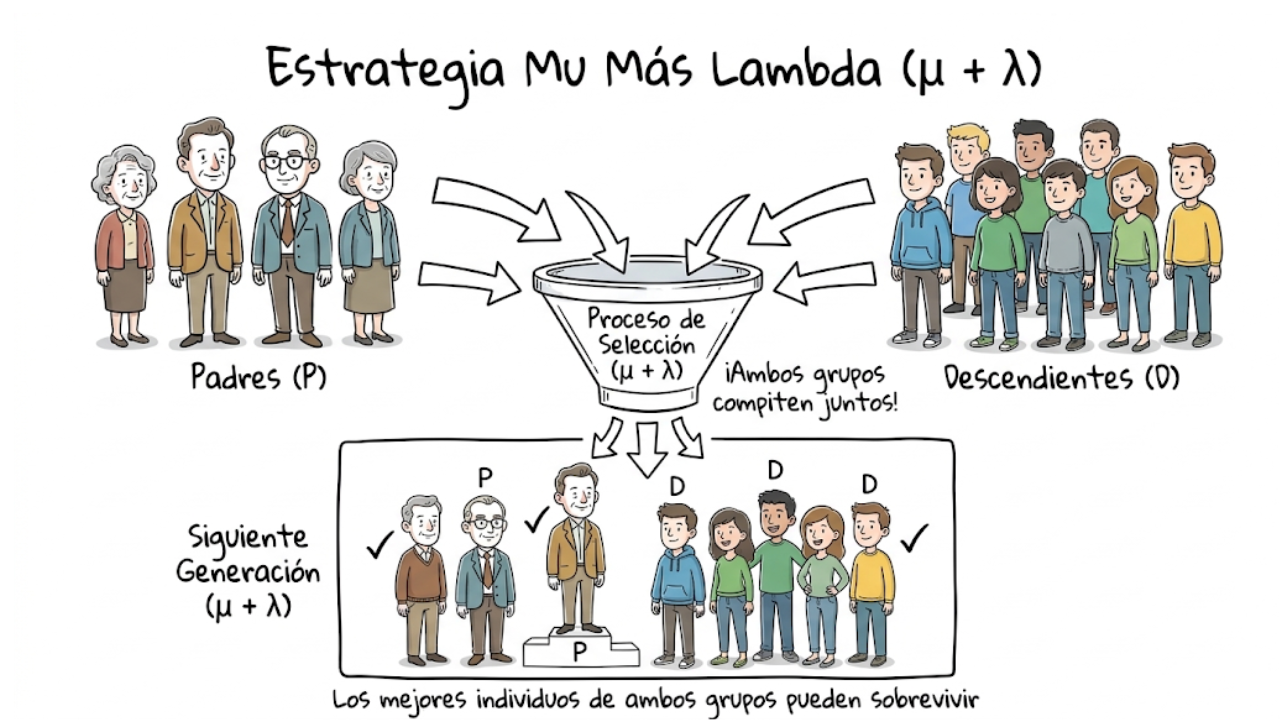 Estrategia Mu Más Lambda (μ + λ)
Padres (P)
Proceso de
Selección
(μ + λ)
¡Ambos grupos
compiten juntos!
Descendientes (D)
Siguiente
Generación
(μ + λ)
P
P
D
D
D
Los mejores individuos de ambos grupos pueden sobrevivir